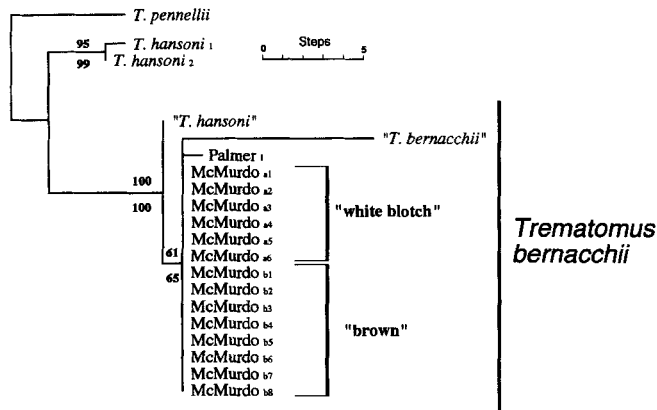 T. pennellii
95
T. hansoni 1
99
T. hansoni 2
0 Steps 5
"T. hansoni"
"T. bernacchii"
Palmer 1
McMurdo a1
100
McMurdo a2
100
McMurdo a3
McMurdo a4
McMurdo a5
61
McMurdo a6
"white blotch"
65
McMurdo b1
McMurdo b2
McMurdo b3
McMurdo b4
McMurdo b5
McMurdo b6
McMurdo b7
McMurdo b8
"brown"
Trematomus
bernacchii